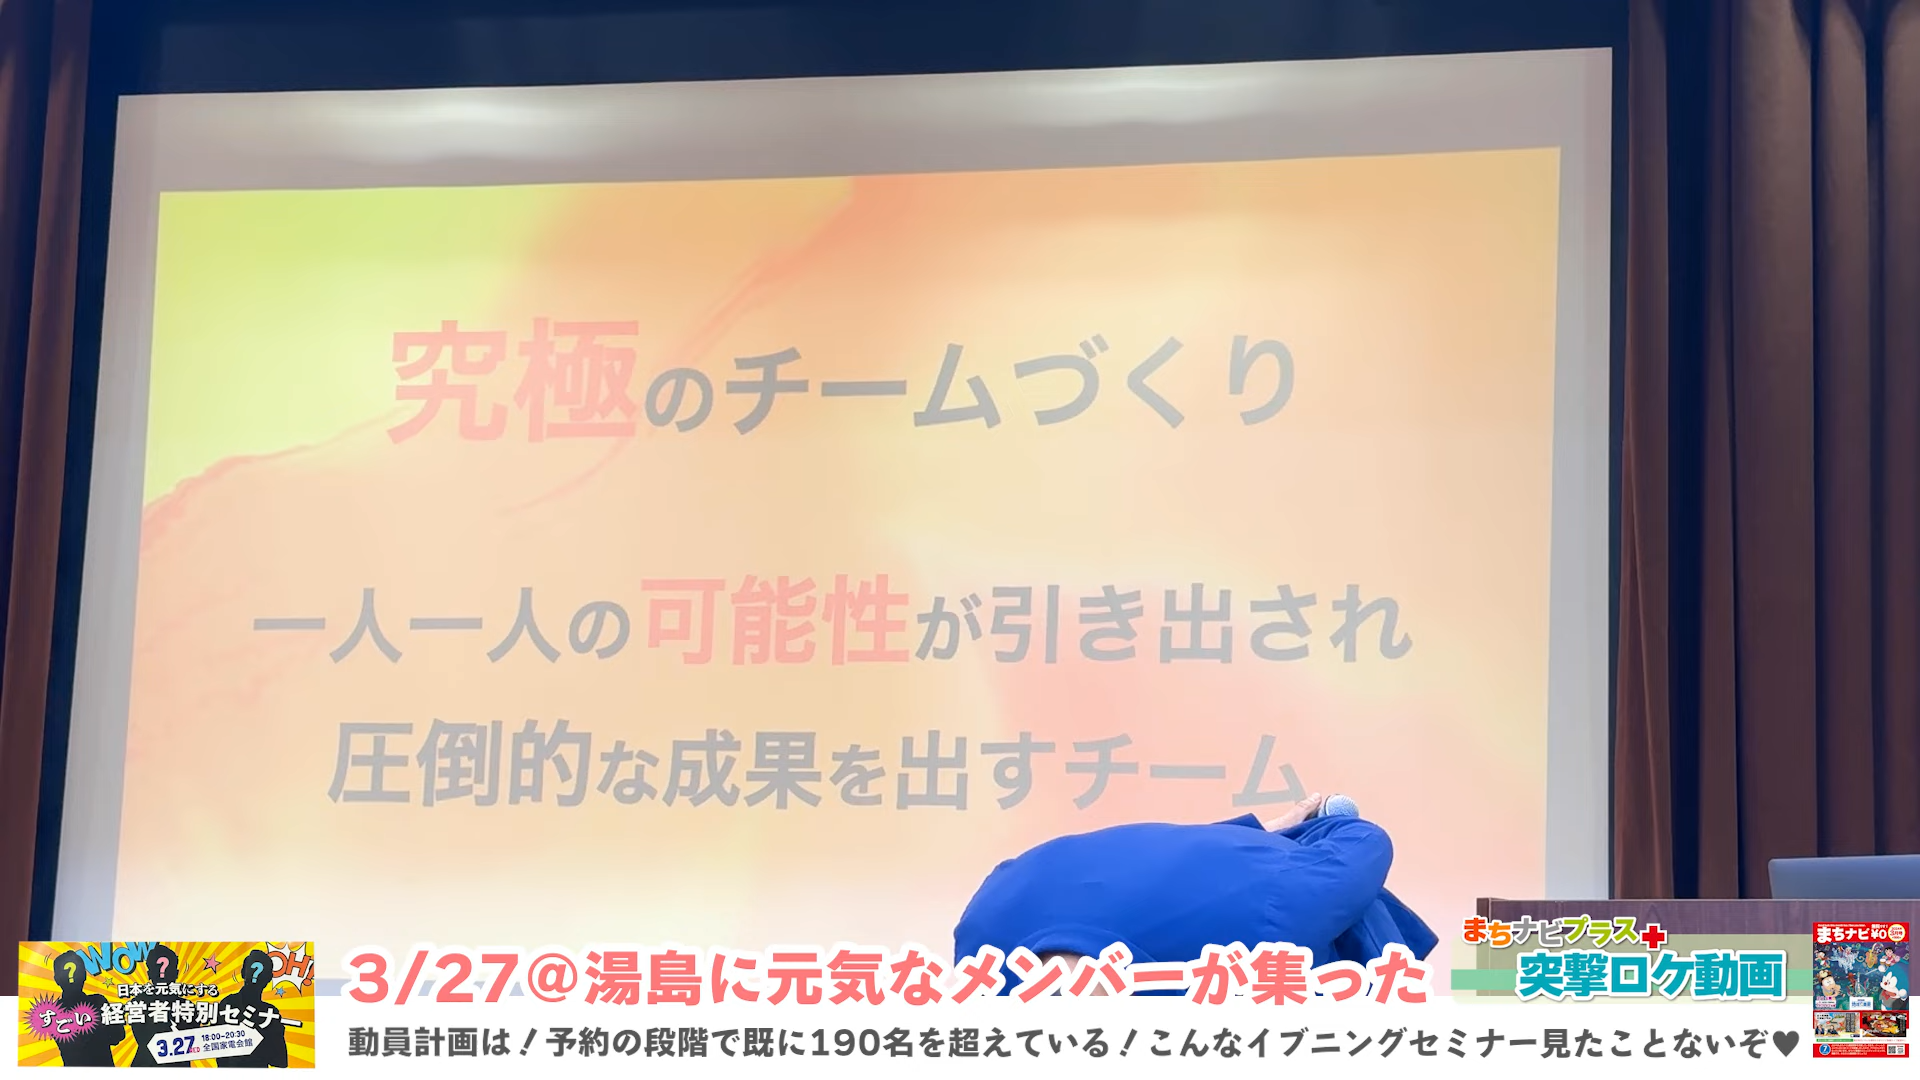 究極のチームづくり
一人一人の可能性が引き出され
圧倒的な成果を出すチーム
まちナビプラス+
突撃ロケ動画
3/27@湯島に元気なメンバーが集った
動員計画は!予約の段階で既に190名を超えている!こんなイブニングセミナー見たことないぞ♥
WOW
OH!
? ? ?
日本を元気にする
すごい
経営者特別セミナー
3.27
18:00-20:30
全国家電会館
まちナビ
3月号